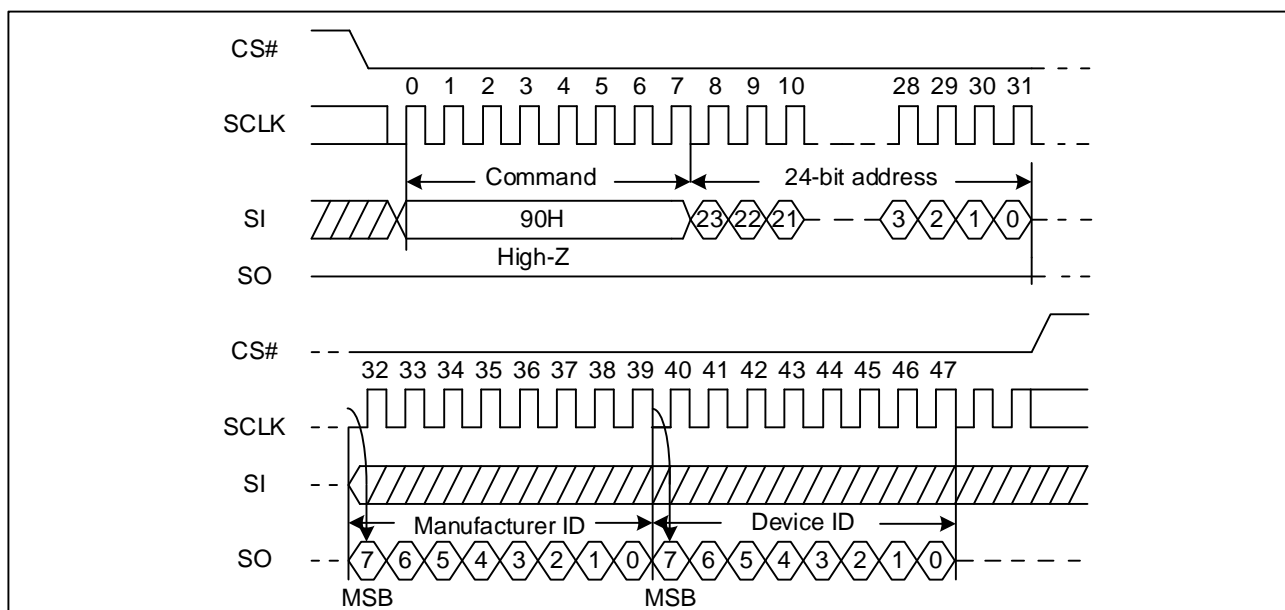 CS#
0 1 2 3 4 5 6 7 8 9 10 28 29 30 31
SCLK
Command 24-bit address
SI 90H 23 22 21 3 2 1 0
High-Z
SO
CS#
32 33 34 35 36 37 38 39 40 41 42 43 44 45 46 47
SCLK
SI
Manufacturer ID Device ID
SO 7 6 5 4 3 2 1 0 7 6 5 4 3 2 1 0
MSB MSB